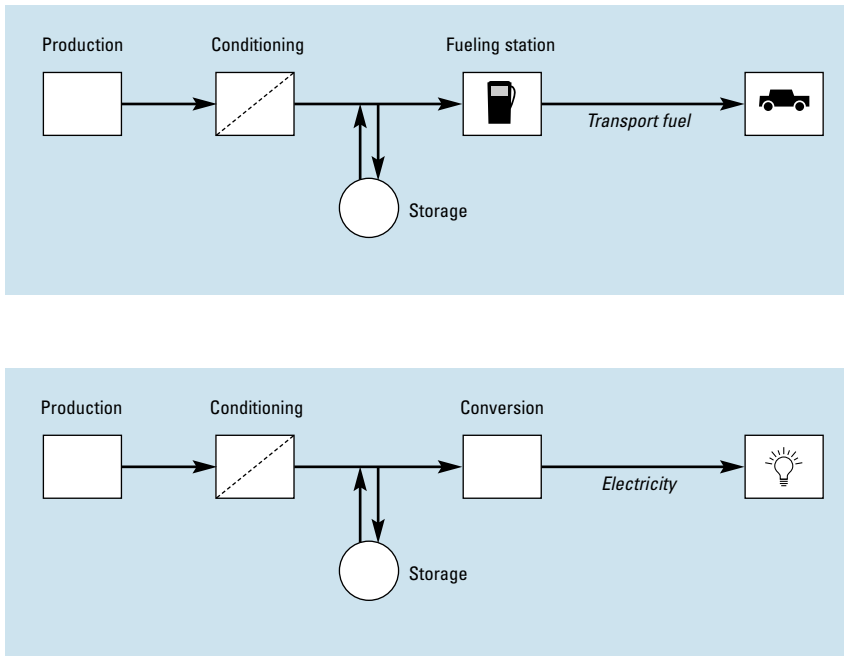 Production
Conditioning
Fueling station
Transport fuel
Storage
Production
Conditioning
Conversion
Electricity
Storage